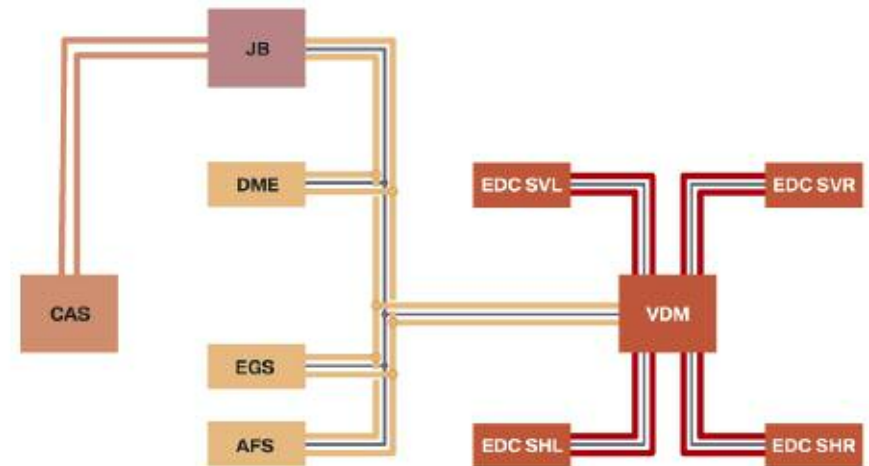 JB
DME
EDC SVL
EDC SVR
CAS
VDM
EGS
AFS
EDC SHL
EDC SHR